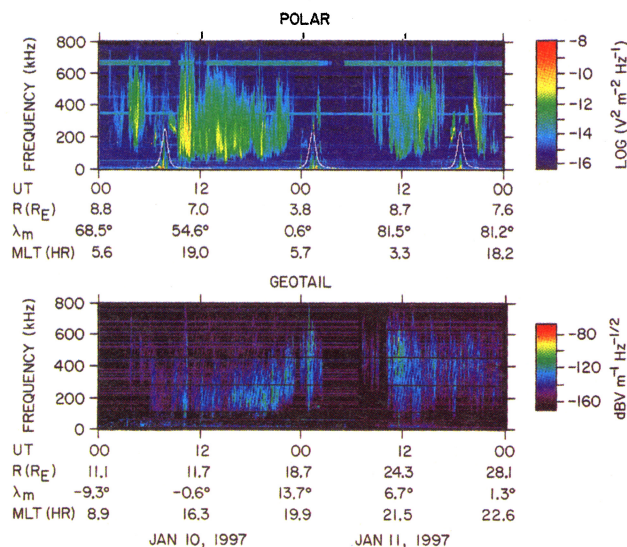 POLAR
FREQUENCY (kHz)
800
600
400
200
0
-8
-10
-12
-14
-16
LOG (V² m⁻² Hz⁻¹)
UT 00 12 00 12 00
R (RE) 8.8 7.0 3.8 8.7 7.6
λm 68.5° 54.6° 0.6° 81.5° 81.2°
MLT (HR) 5.6 19.0 5.7 3.3 18.2
GEOTAIL
FREQUENCY (kHz)
800
600
400
200
0
-80
-120
-160
dBV m⁻¹ Hz⁻¹/²
UT 00 12 00 12 00
R (RE) 11.1 11.7 18.7 24.3 28.1
λm -9.3° -0.6° 13.7° 6.7° 1.3°
MLT (HR) 8.9 16.3 19.9 21.5 22.6
JAN 10, 1997 JAN 11, 1997